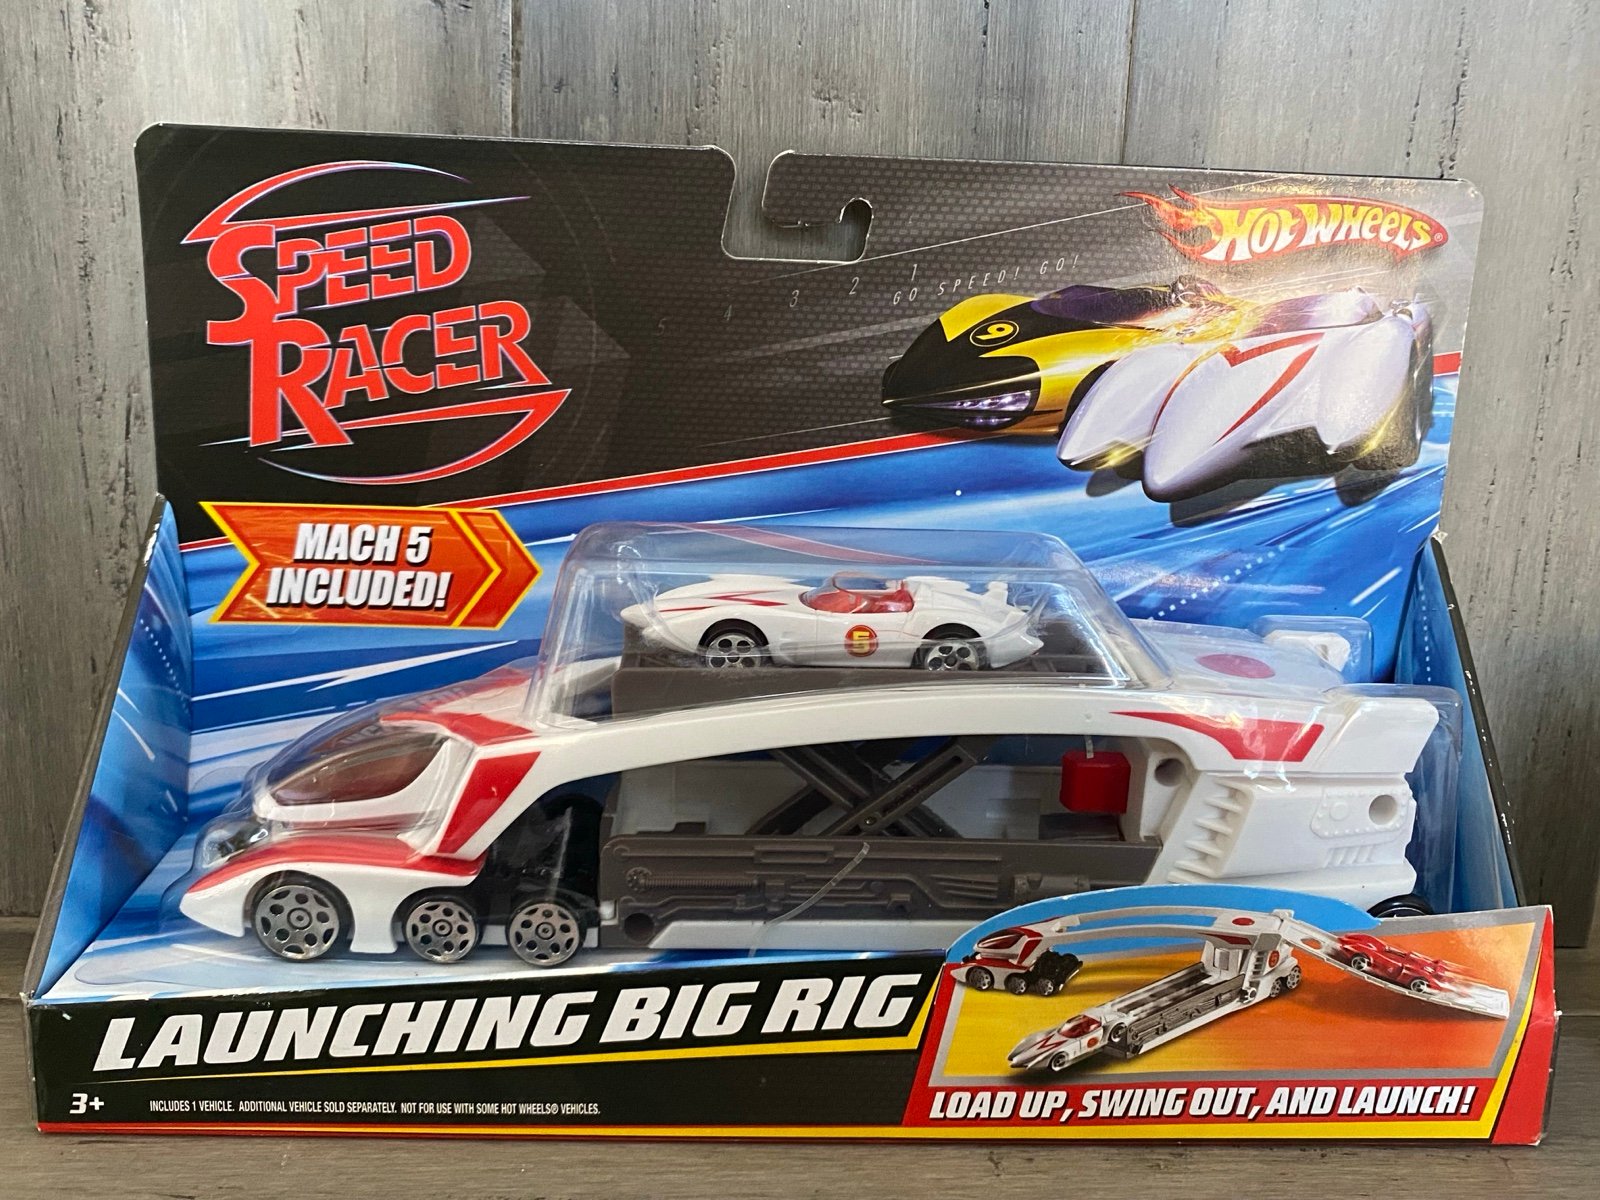 SPEED
RACER
HOT WHEELS®
5 4 3 2 1
GO SPEED! GO!
9
MACH 5
INCLUDED!
5
LAUNCHING BIG RIG
3+
INCLUDES 1 VEHICLE. ADDITIONAL VEHICLE SOLD SEPARATELY. NOT FOR USE WITH SOME HOT WHEELS® VEHICLES.
LOAD UP, SWING OUT, AND LAUNCH!